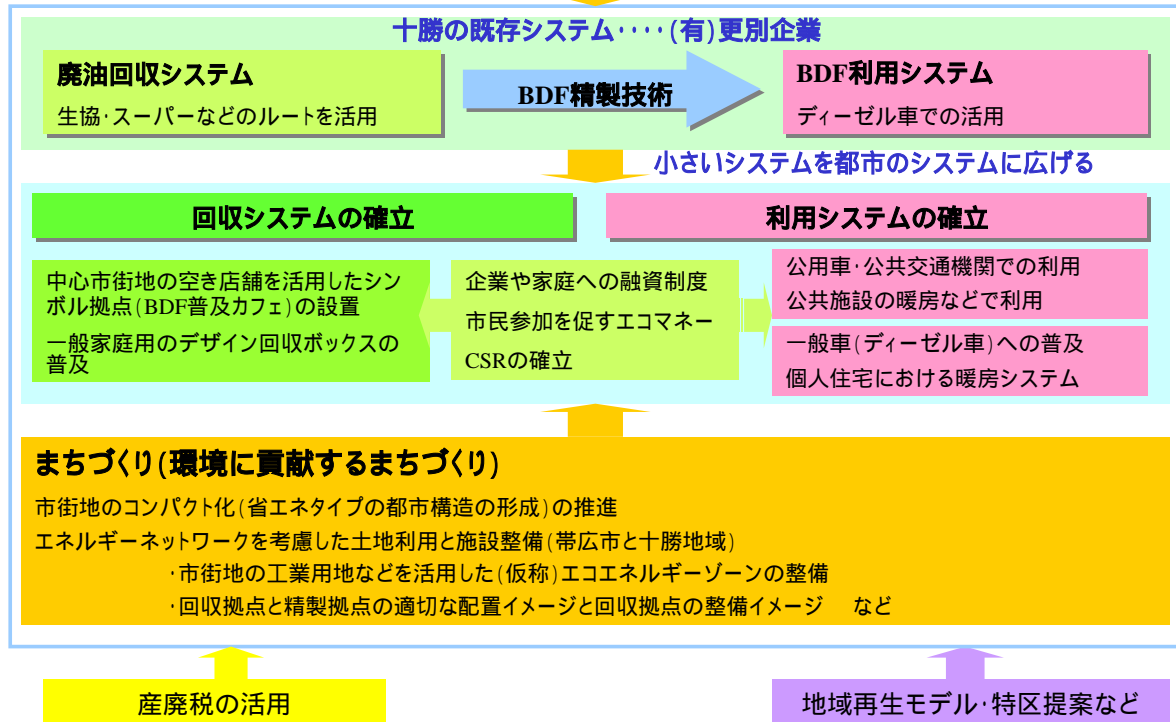 十勝の既存システム‥‥(有)更別企業
廃油回収システム
生協・スーパーなどのルートを活用
BDF精製技術
BDF利用システム
ディーゼル車での活用
小さいシステムを都市のシステムに広げる
回収システムの確立
利用システムの確立
中心市街地の空き店舗を活用したシン
ボル拠点(BDF普及カフェ)の設置
一般家庭用のデザイン回収ボックスの
普及
企業や家庭への融資制度
市民参加を促すエコマネー
CSRの確立
公用車・公共交通機関での利用
公共施設の暖房などで利用
一般車(ディーゼル車)への普及
個人住宅における暖房システム
まちづくり(環境に貢献するまちづくり)
市街地のコンパクト化(省エネタイプの都市構造の形成)の推進
エネルギーネットワークを考慮した土地利用と施設整備(帯広市と十勝地域)
・市街地の工業用地などを活用した(仮称)エコエネルギーゾーンの整備
・回収拠点と精製拠点の適切な配置イメージと回収拠点の整備イメージ など
産廃税の活用
地域再生モデル・特区提案など